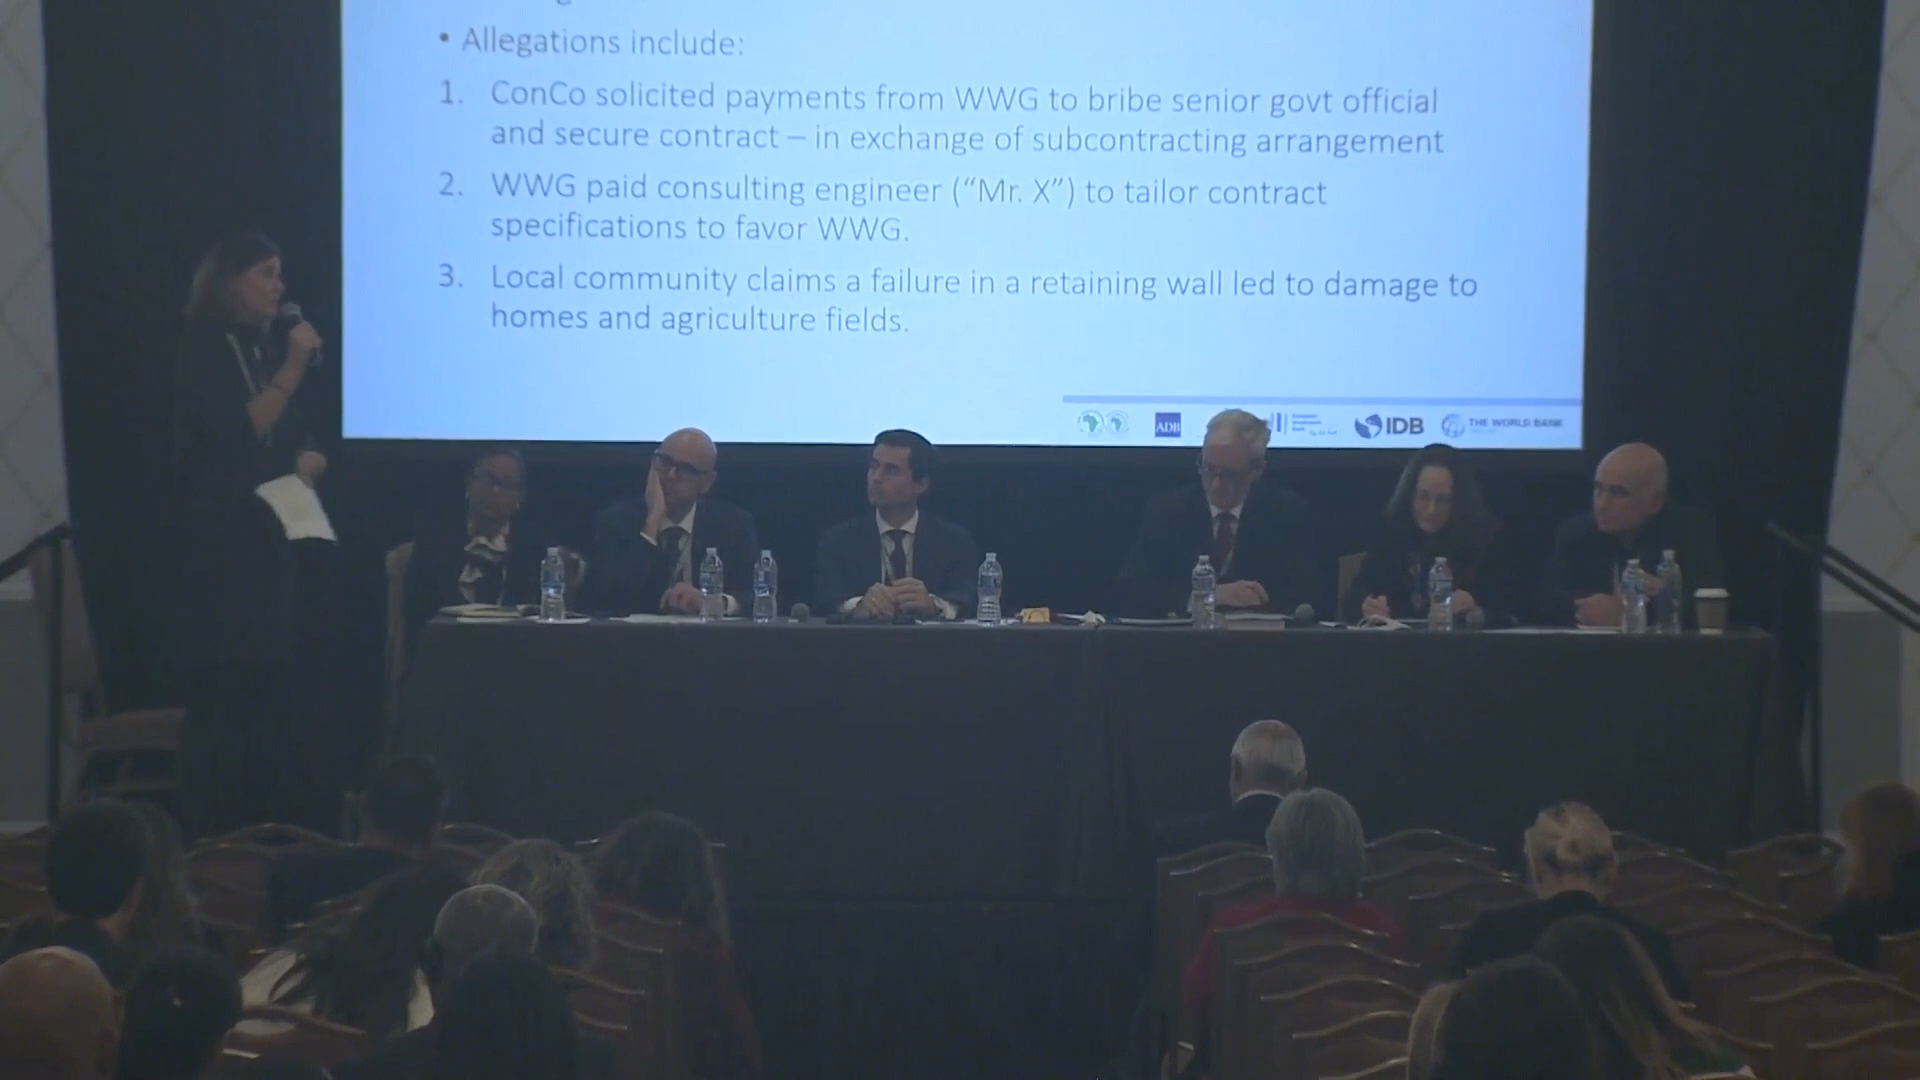 • Allegations include:
1. ConCo solicited payments from WWG to bribe senior govt official
and secure contract – in exchange of subcontracting arrangement
2. WWG paid consulting engineer (“Mr. X”) to tailor contract
specifications to favor WWG.
3. Local community claims a failure in a retaining wall led to damage to
homes and agriculture fields.
ADB
IDB
THE WORLD BANK